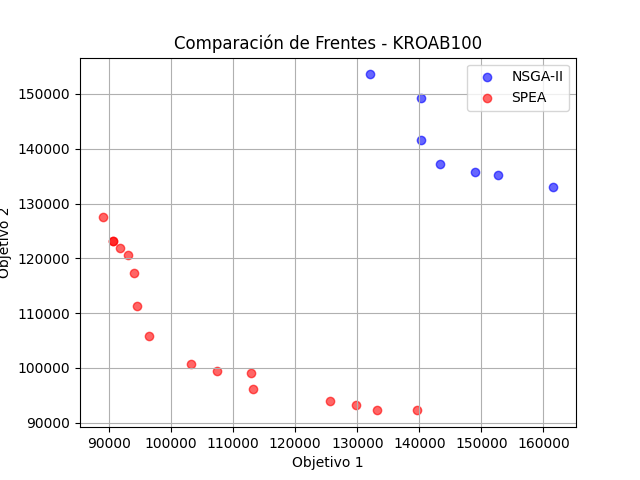 Comparación de Frentes - KROAB100
NSGA-II
SPEA
Objetivo 2
150000
140000
130000
120000
110000
100000
90000
90000 100000 110000 120000 130000 140000 150000 160000
Objetivo 1